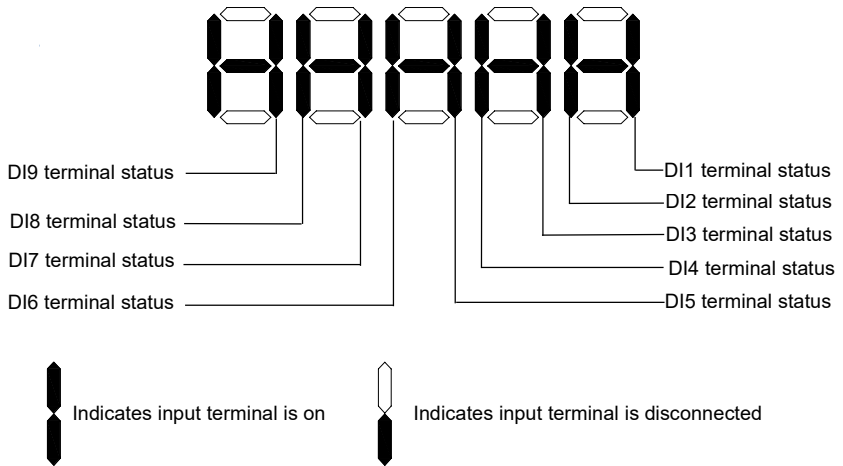 DI9 terminal status
DI8 terminal status
DI7 terminal status
DI6 terminal status
DI1 terminal status
DI2 terminal status
DI3 terminal status
DI4 terminal status
DI5 terminal status
Indicates input terminal is on
Indicates input terminal is disconnected